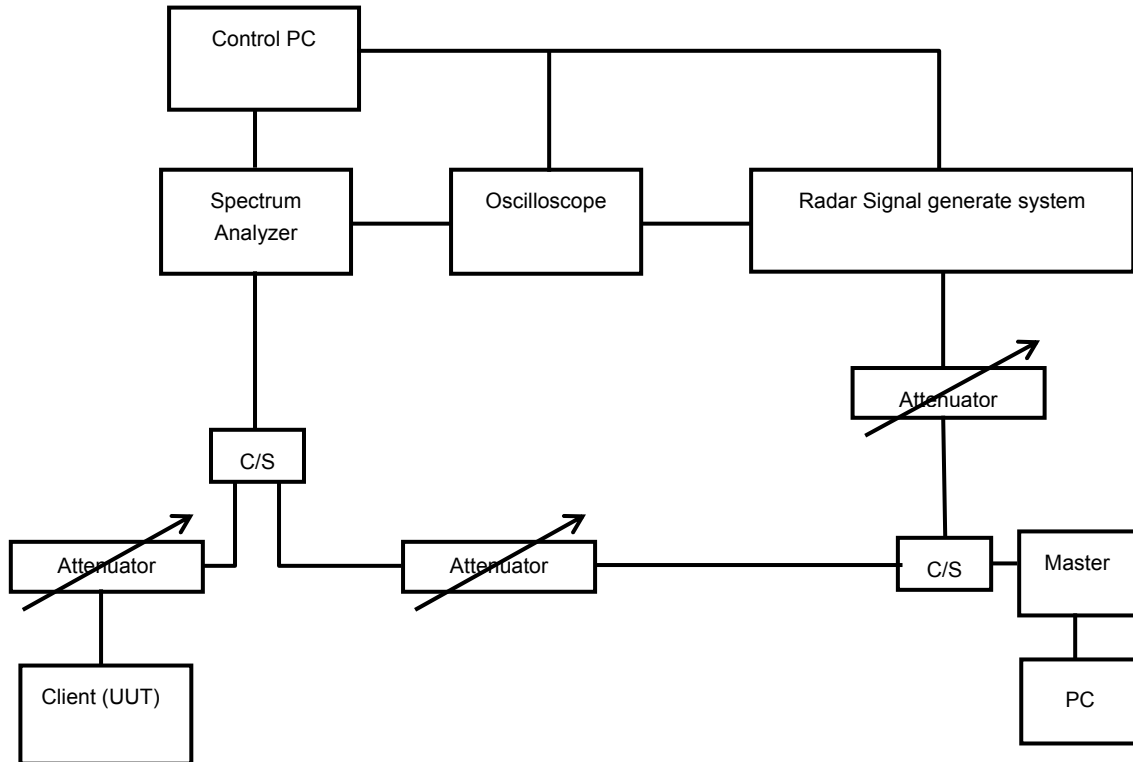 Control PC
Spectrum
Analyzer
Oscilloscope
Radar Signal generate system
Attenuator
C/S
Attenuator
Attenuator
C/S
Master
Client (UUT)
PC